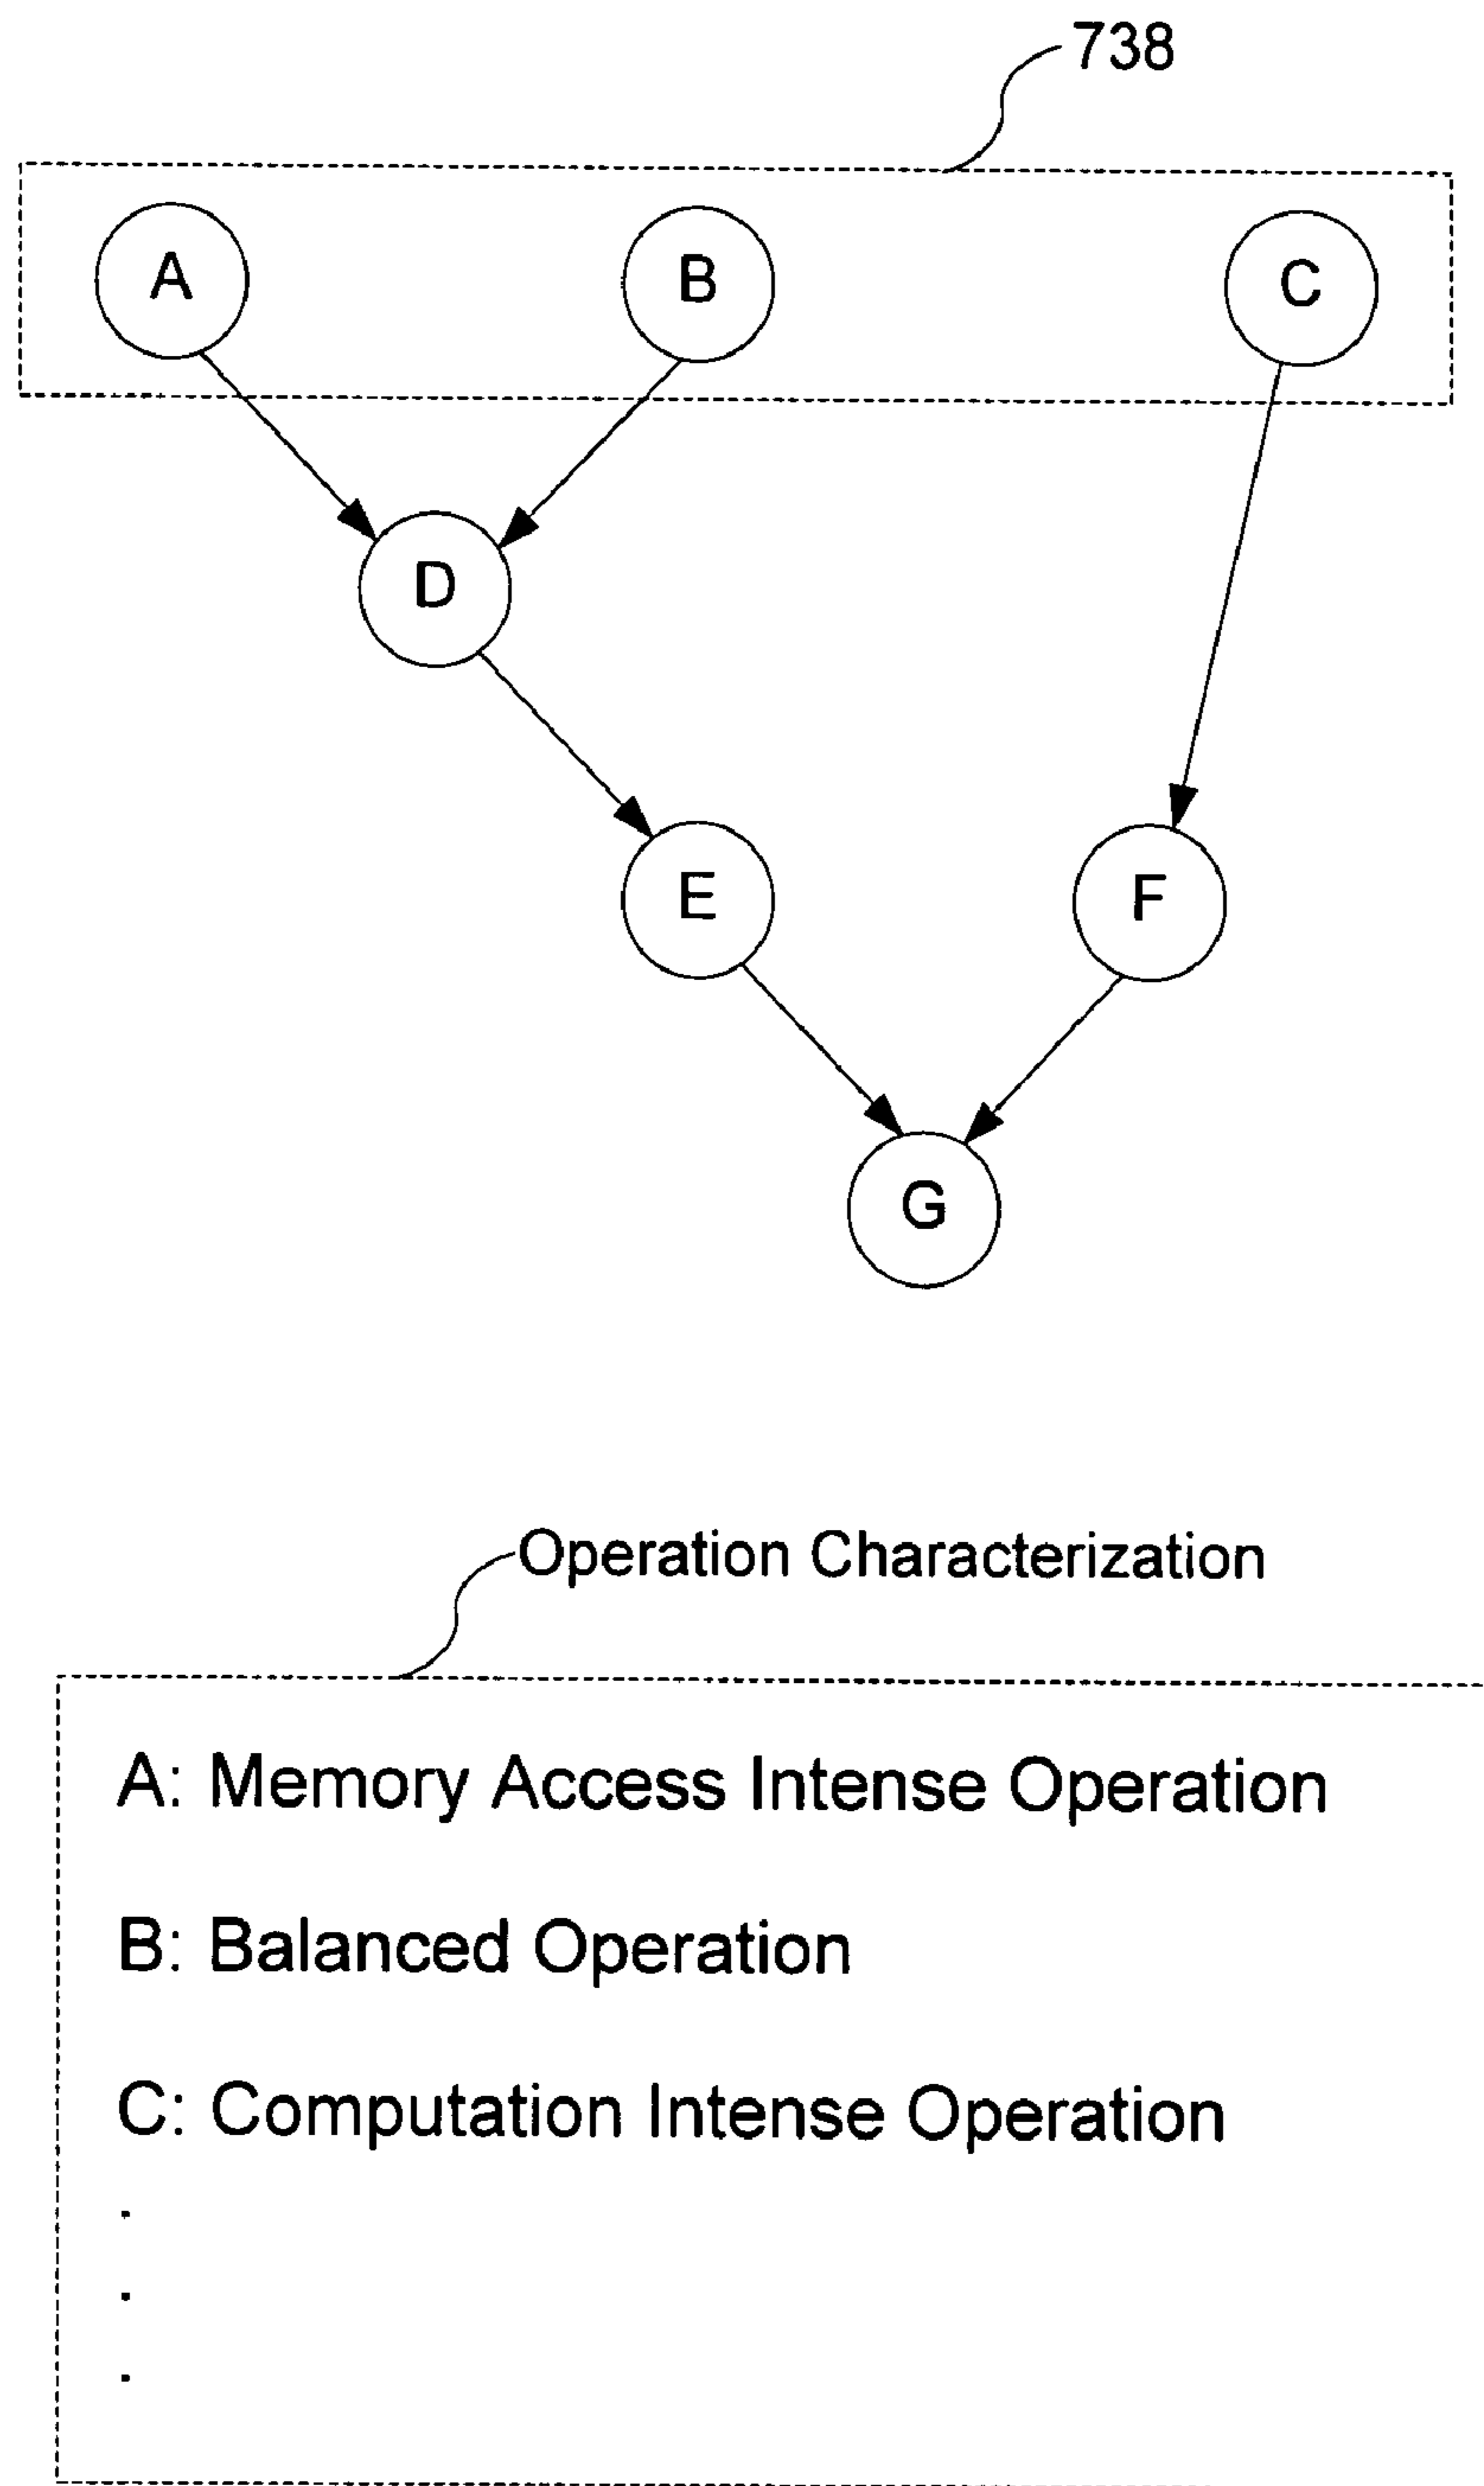 738
A
B
C
D
E
F
G
Operation Characterization
A: Memory Access Intense Operation
B: Balanced Operation
C: Computation Intense Operation
.
.
.